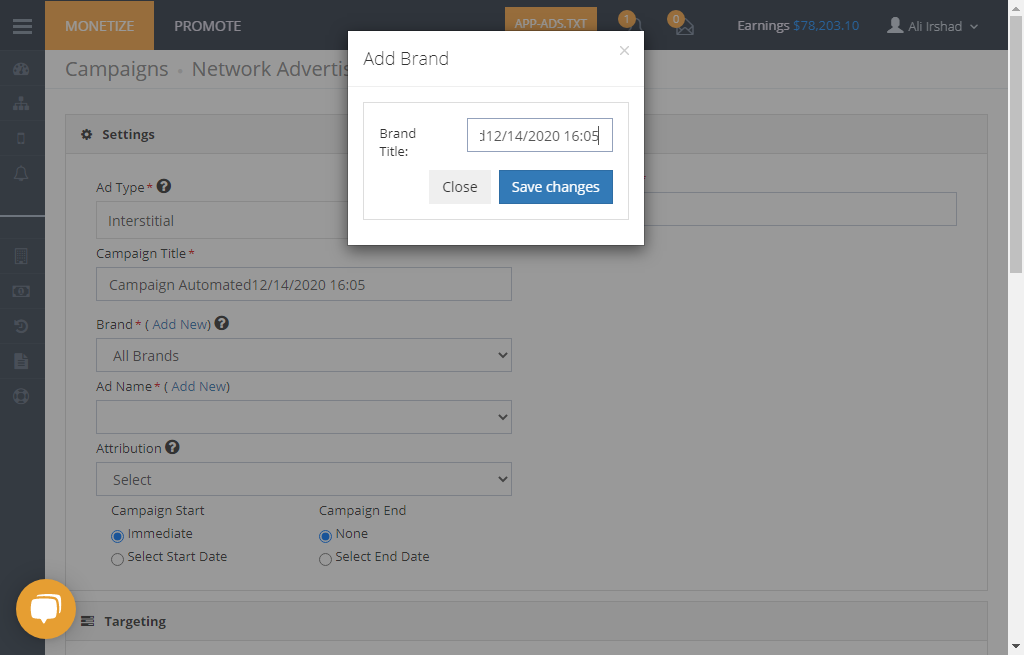 MONETIZE
PROMOTE
APP-ADS.TXT
1
0
Earnings $78,203.10
Ali Irshad
Campaigns
Network
Add Brand
×
Brand Title:
12/14/2020 16:05
Close
Save changes
Settings
Ad Type*
Interstitial
Campaign Title*
Campaign Automated12/14/2020 16:05
Brand* ( Add New)
All Brands
Ad Name* ( Add New)
Attribution
Select
Campaign Start
Campaign End
Immediate
None
Select Start Date
Select End Date
Targeting